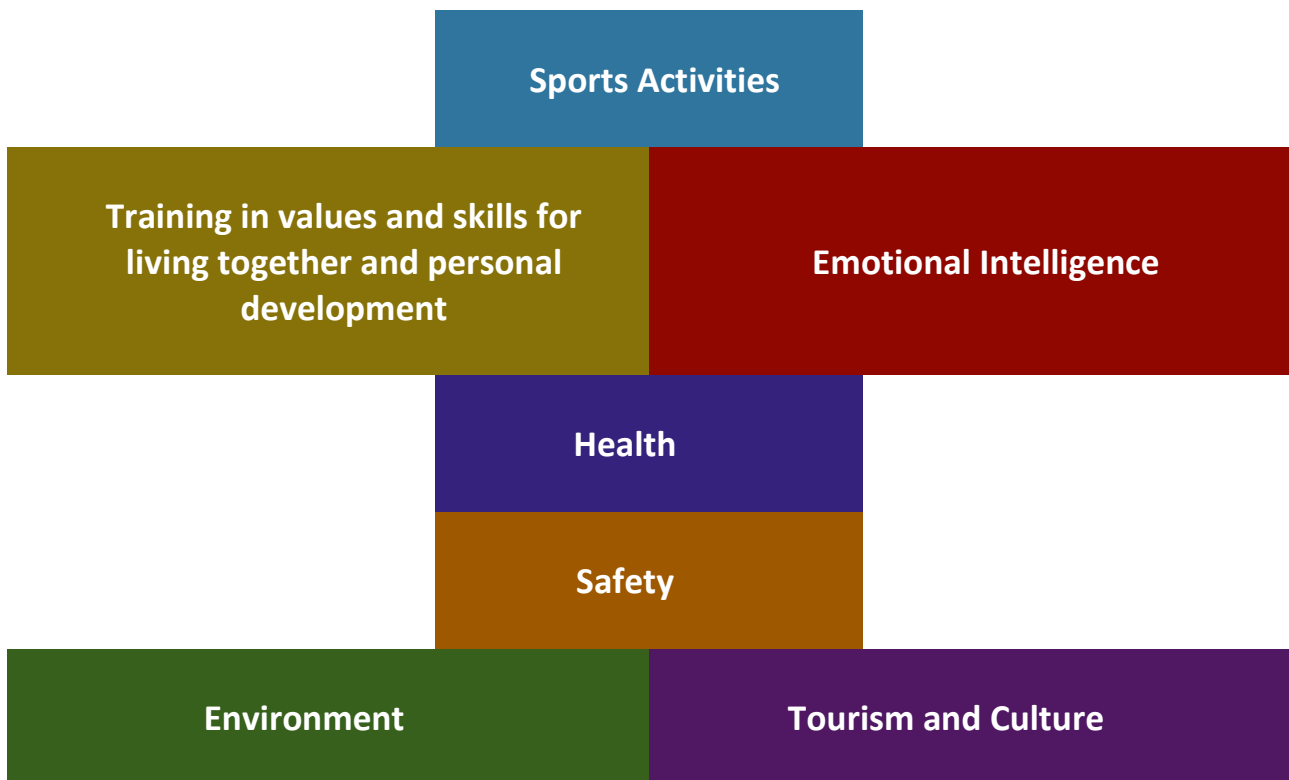 Sports Activities
Training in values and skills for
living together and personal
development
Emotional Intelligence
Health
Safety
Environment
Tourism and Culture